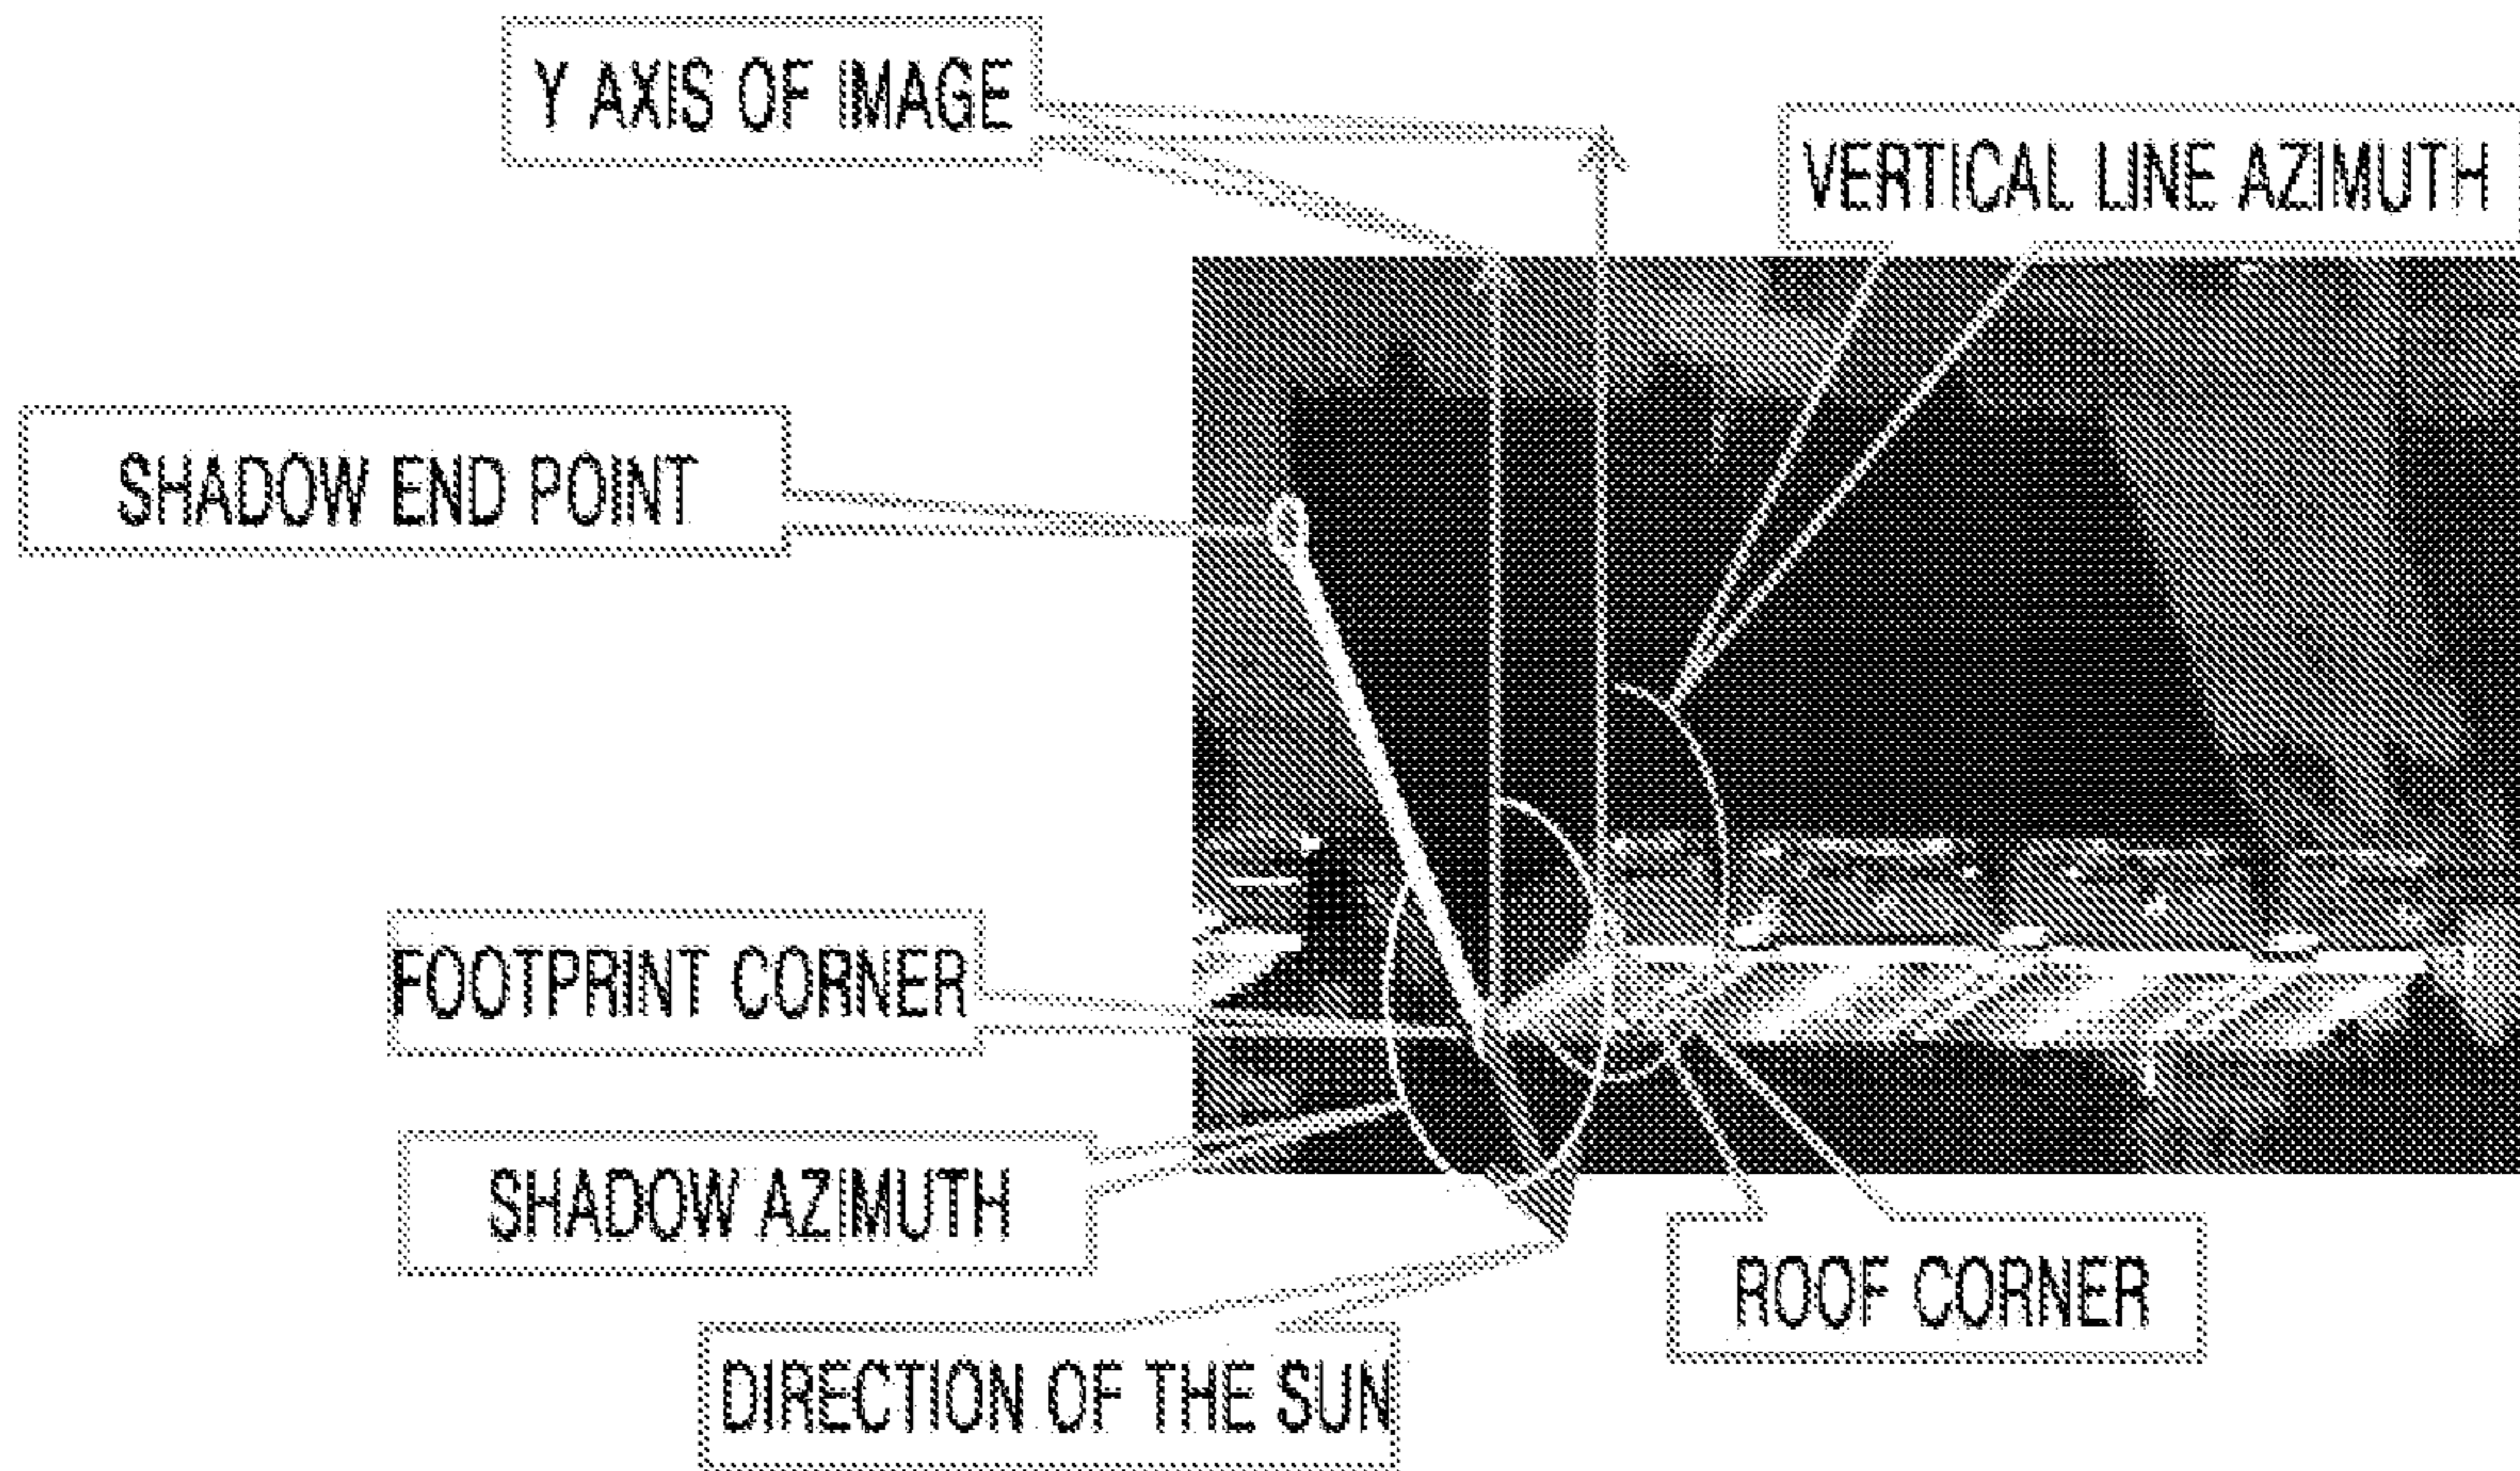 Y AXIS OF IMAGE
VERTICAL LINE AZIMUTH
SHADOW END POINT
FOOTPRINT CORNER
SHADOW AZIMUTH
ROOF CORNER
DIRECTION OF THE SUN